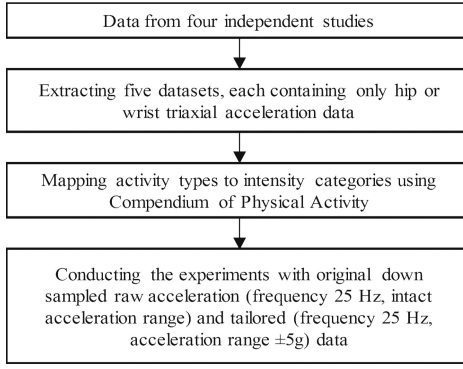 Data from four independent studies
Extracting five datasets, each containing only hip or
wrist triaxial acceleration data
Mapping activity types to intensity categories using
Compendium of Physical Activity
Conducting the experiments with original down
sampled raw acceleration (frequency 25 Hz, intact
acceleration range) and tailored (frequency 25 Hz,
acceleration range ±5g) data